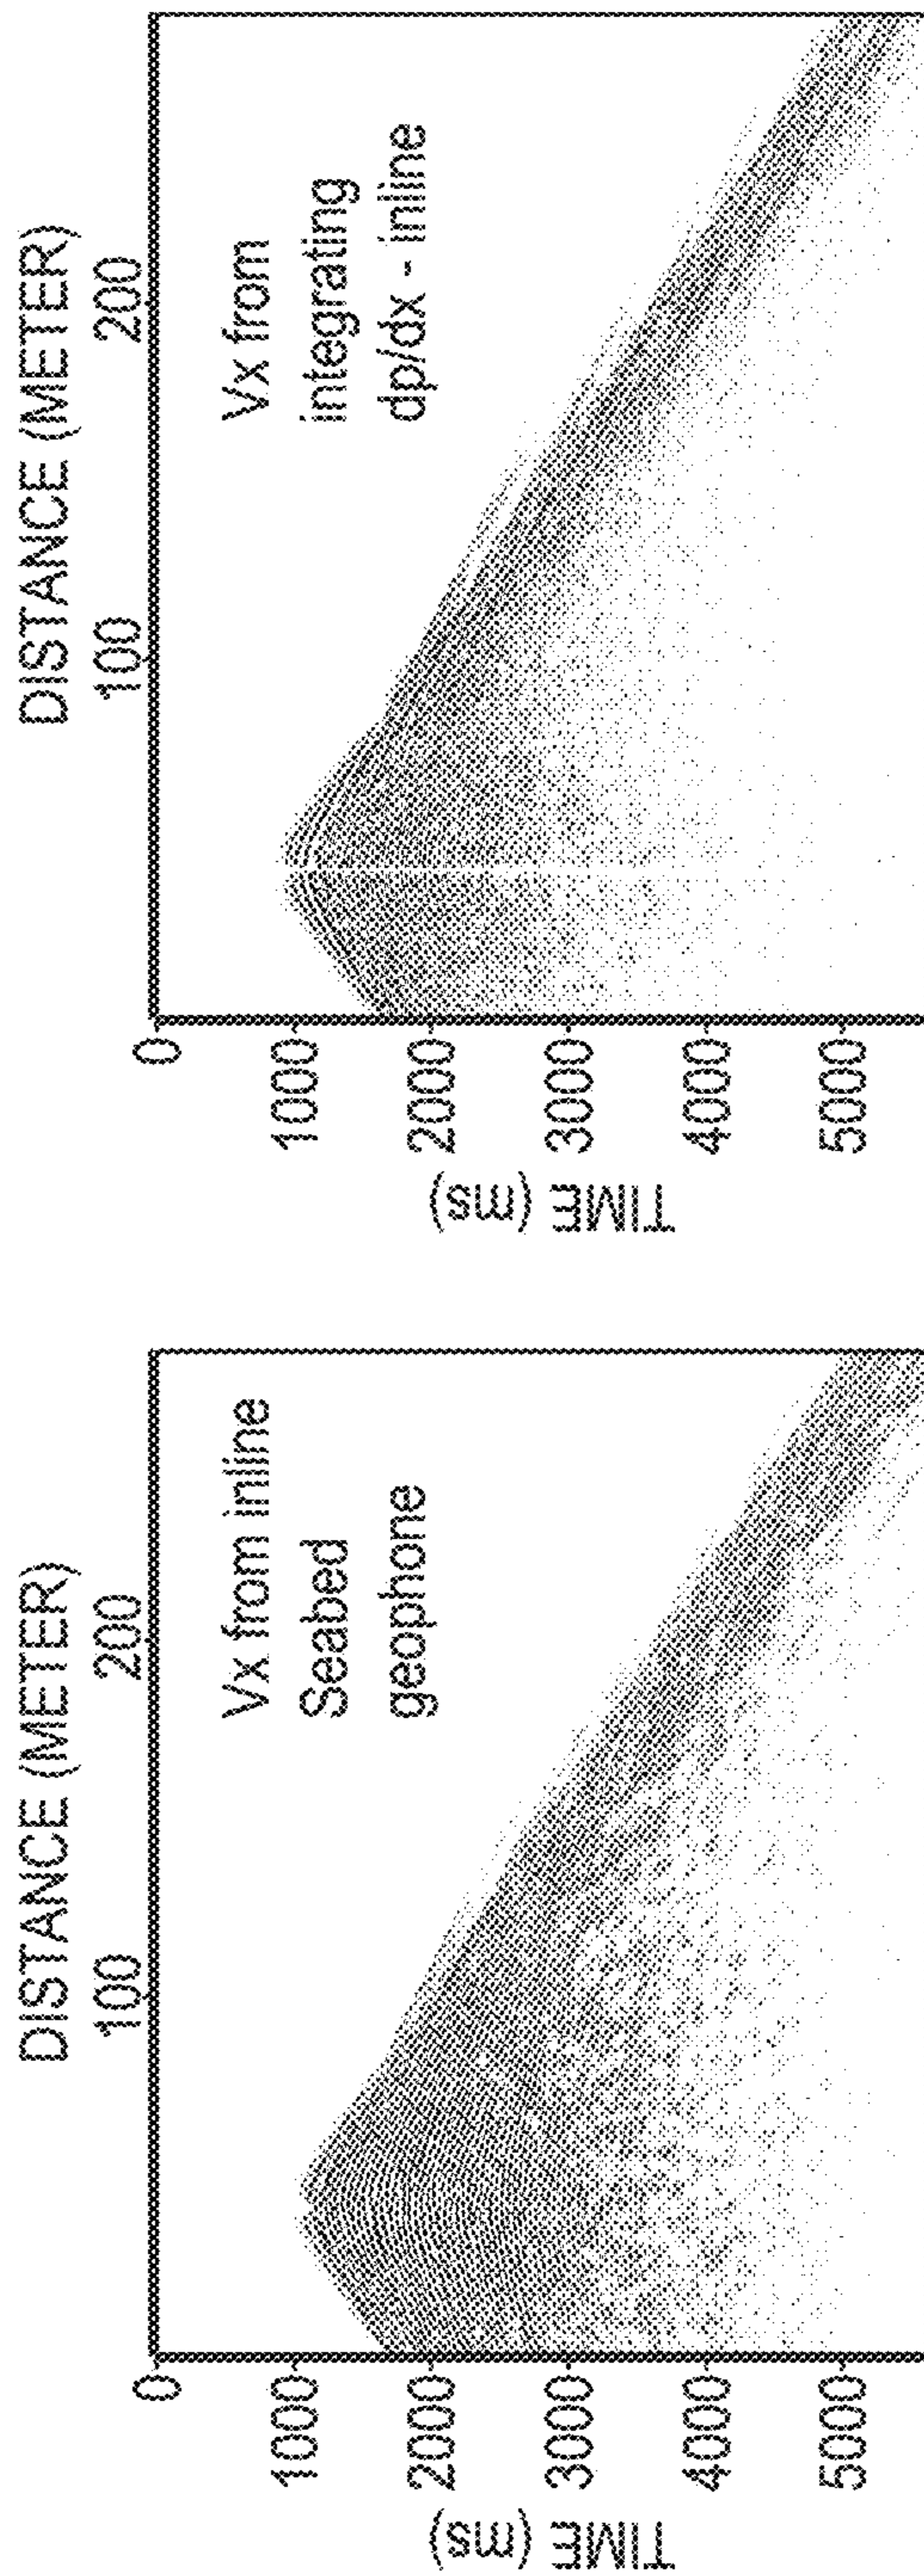 DISTANCE (METER)
100
200
0
1000
2000
3000
4000
5000
TIME (ms)
Vx from inline
Seabed
geophone
DISTANCE (METER)
100
200
0
1000
2000
3000
4000
5000
TIME (ms)
Vx from
integrating
dp/dx - inline